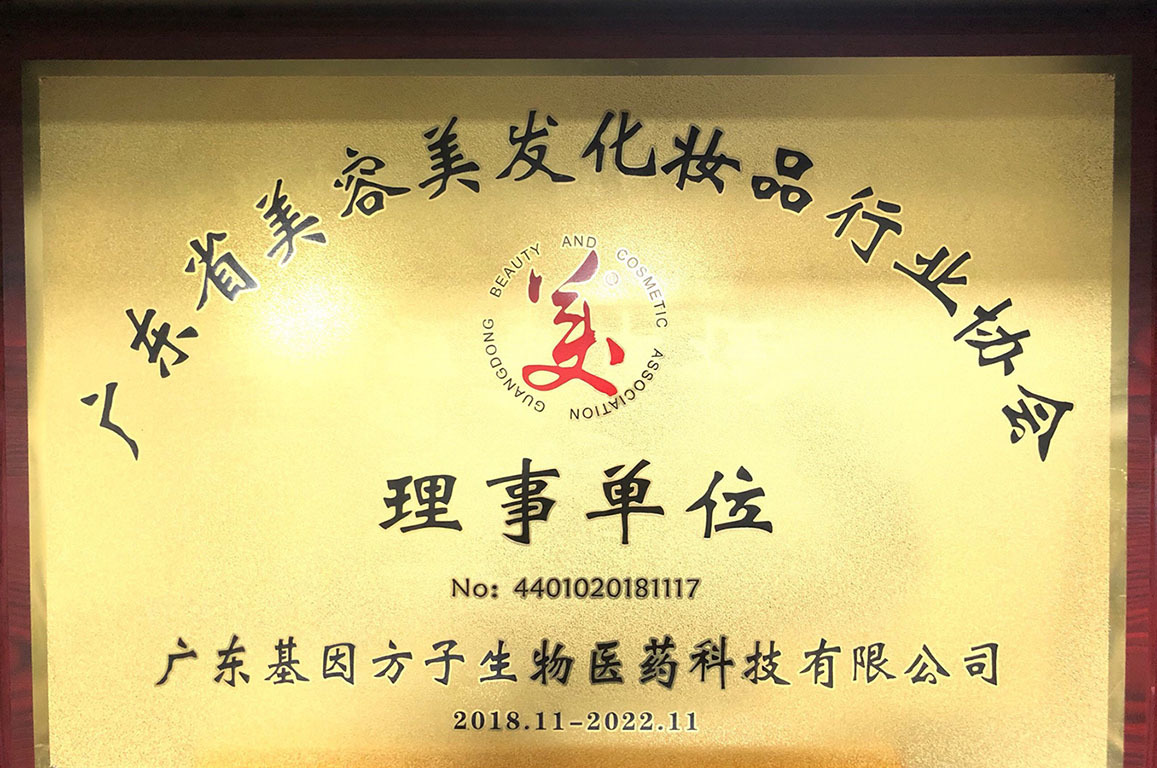 广东省美容美发化妆品行业协会
GUANGDONG BEAUTY AND COSMETIC ASSOCIATION
美
理事单位
No: 4401020181117
广东基因方子生物医药科技有限公司
2018.11-2022.11